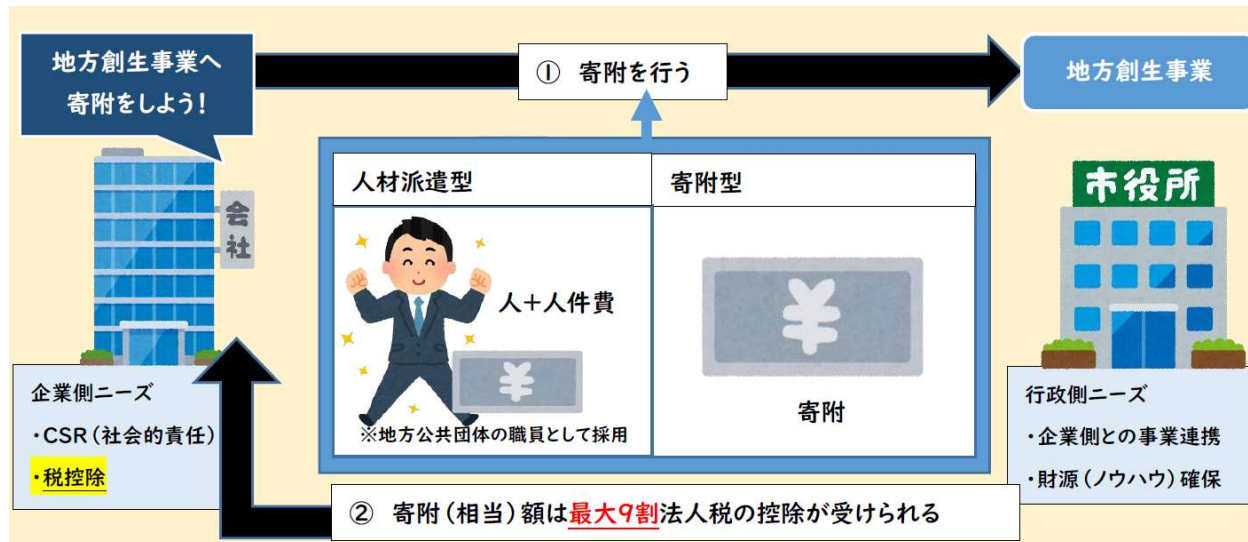 地方創生事業へ
寄附をしよう!
① 寄附を行う
地方創生事業
人材派遣型
寄附型
会社
市役所
人+人件費
¥
¥
寄附
※地方公共団体の職員として採用
企業側ニーズ
・CSR(社会的責任)
・税控除
行政側ニーズ
・企業側との事業連携
・財源(ノウハウ)確保
② 寄附(相当)額は最大9割法人税の控除が受けられる